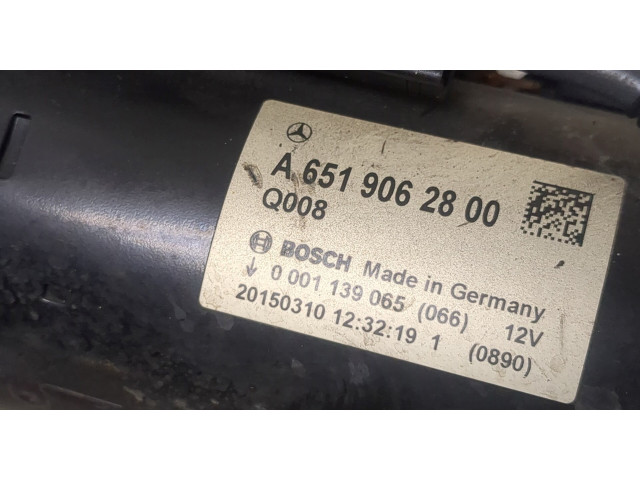 A 651 906 28 00
Q008
BOSCH Made in Germany
↓ 0 001 139 065 (066) 12V
20150310 12:32:19 1 (0890)